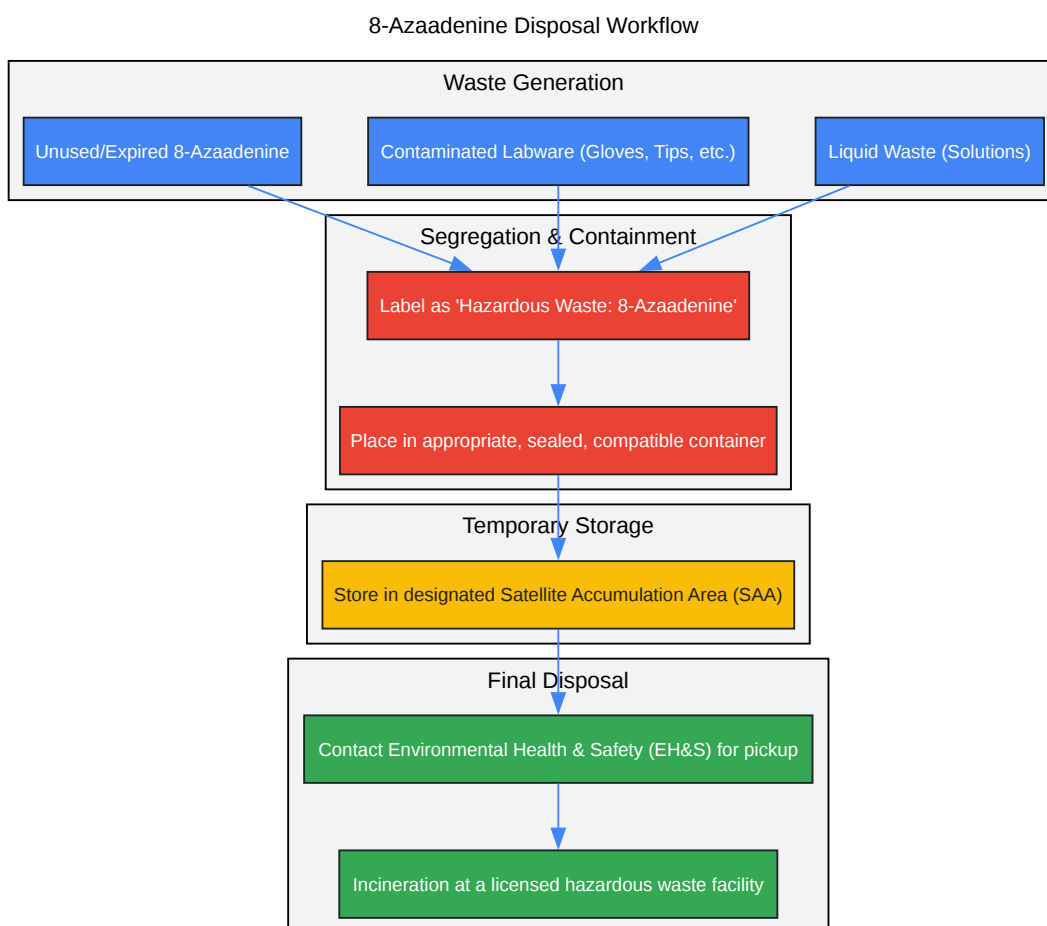 8-Azaadenine Disposal Workflow
Waste Generation
Unused/Expired 8-Azaadenine
Contaminated Labware (Gloves, Tips, etc.)
Liquid Waste (Solutions)
Segregation & Containment
Label as 'Hazardous Waste: 8-Azaadenine'
Place in appropriate, sealed, compatible container
Temporary Storage
Store in designated Satellite Accumulation Area (SAA)
Final Disposal
Contact Environmental Health & Safety (EH&S) for pickup
Incineration at a licensed hazardous waste facility